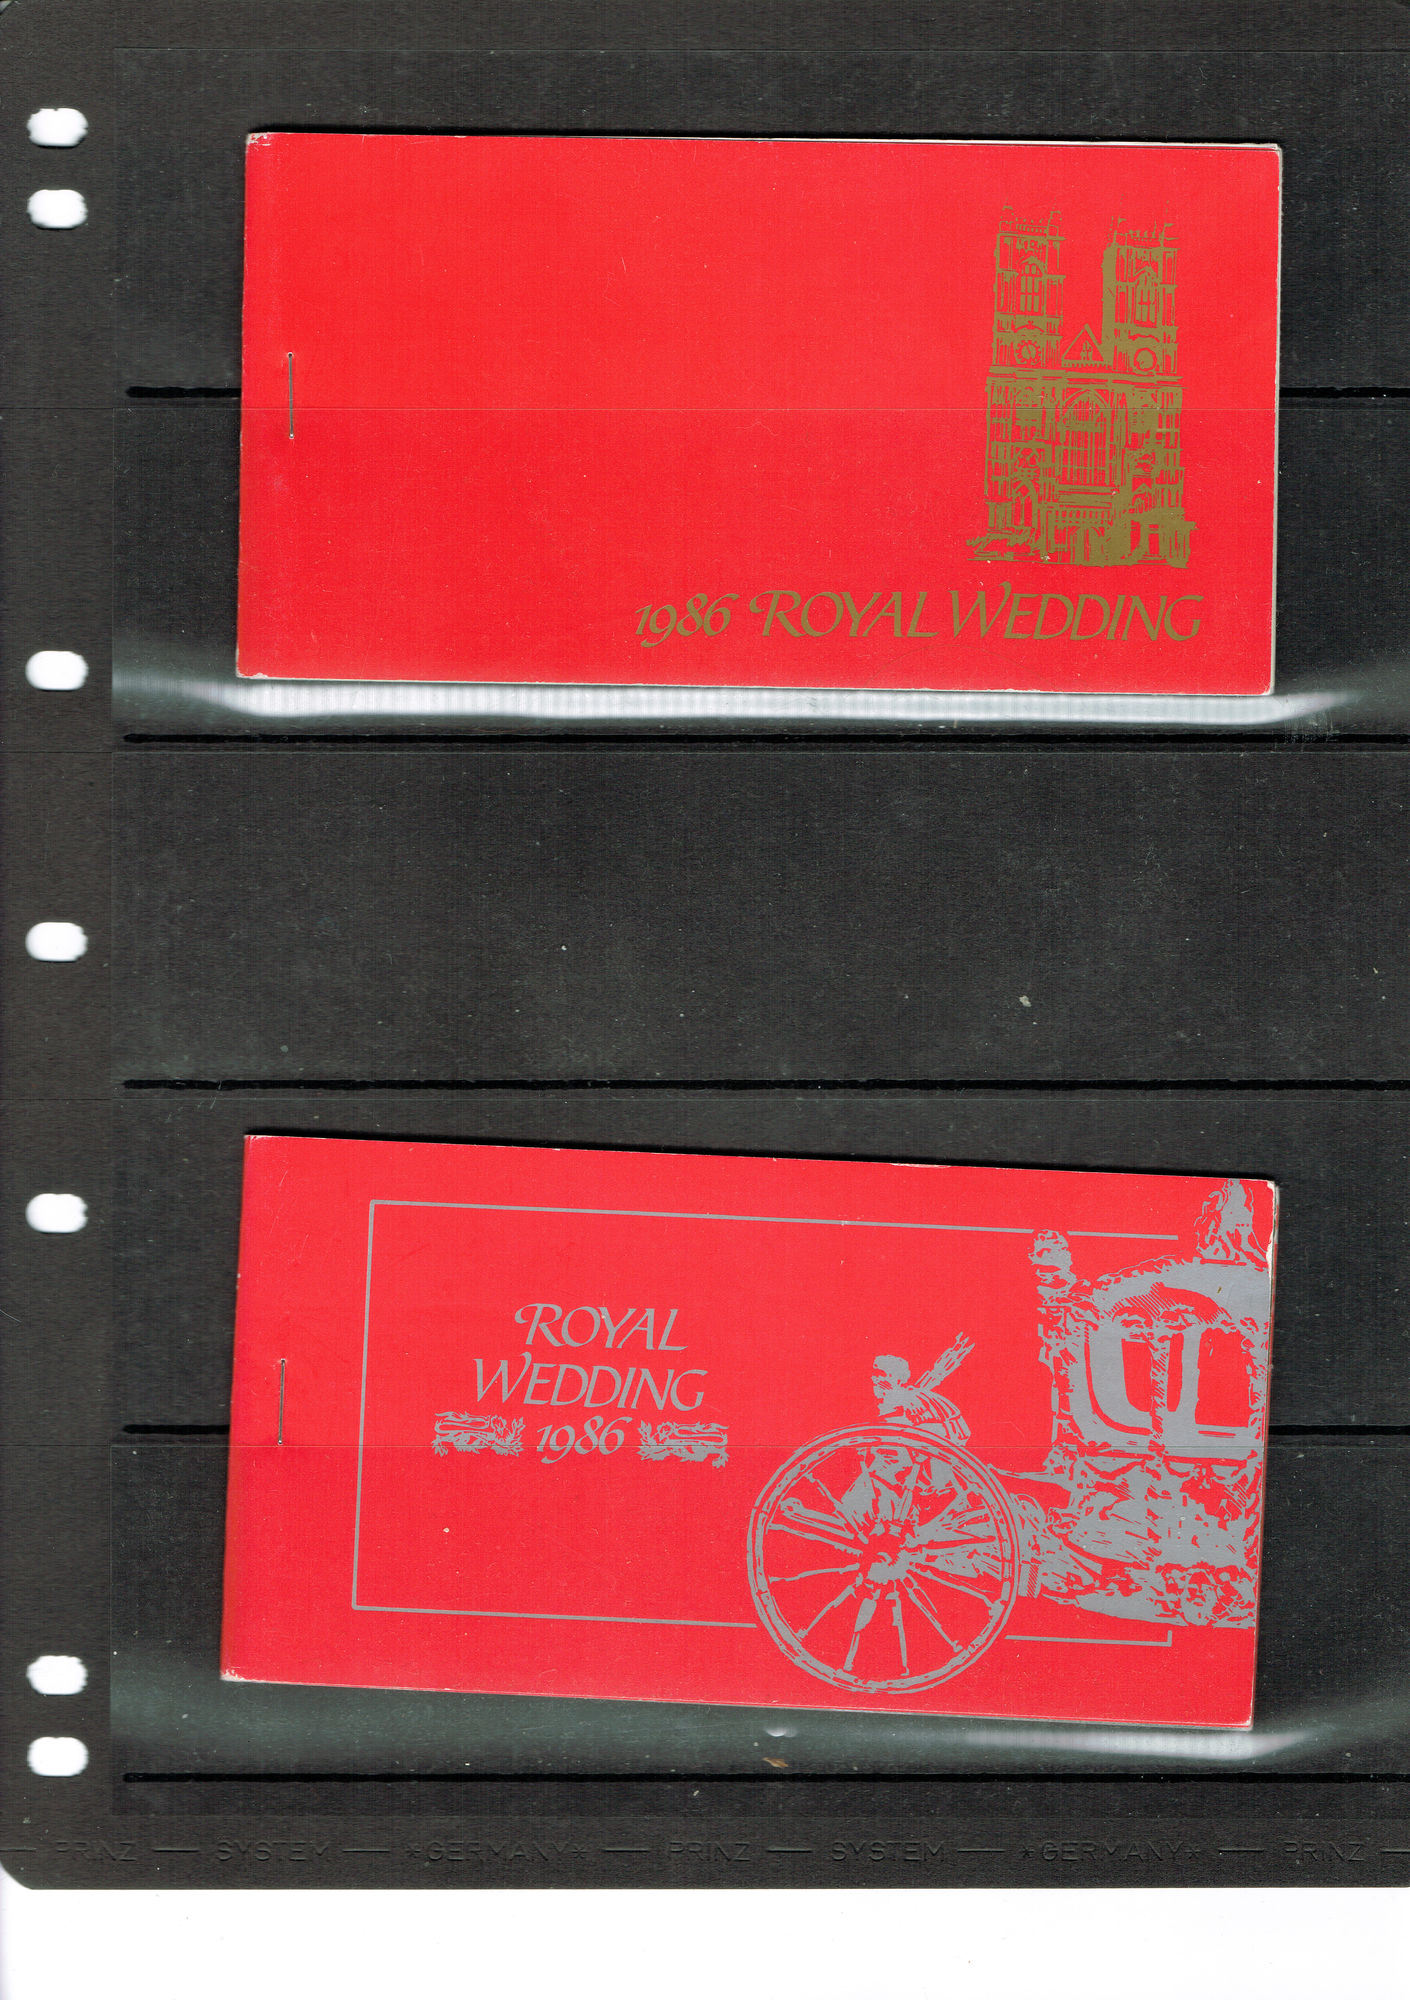 1986 ROYAL WEDDING
ROYAL
WEDDING
1986
PRINZ — SYSTEM — *GERMANY* — PRINZ — SYSTEM — *GERMANY* — PRINZ —